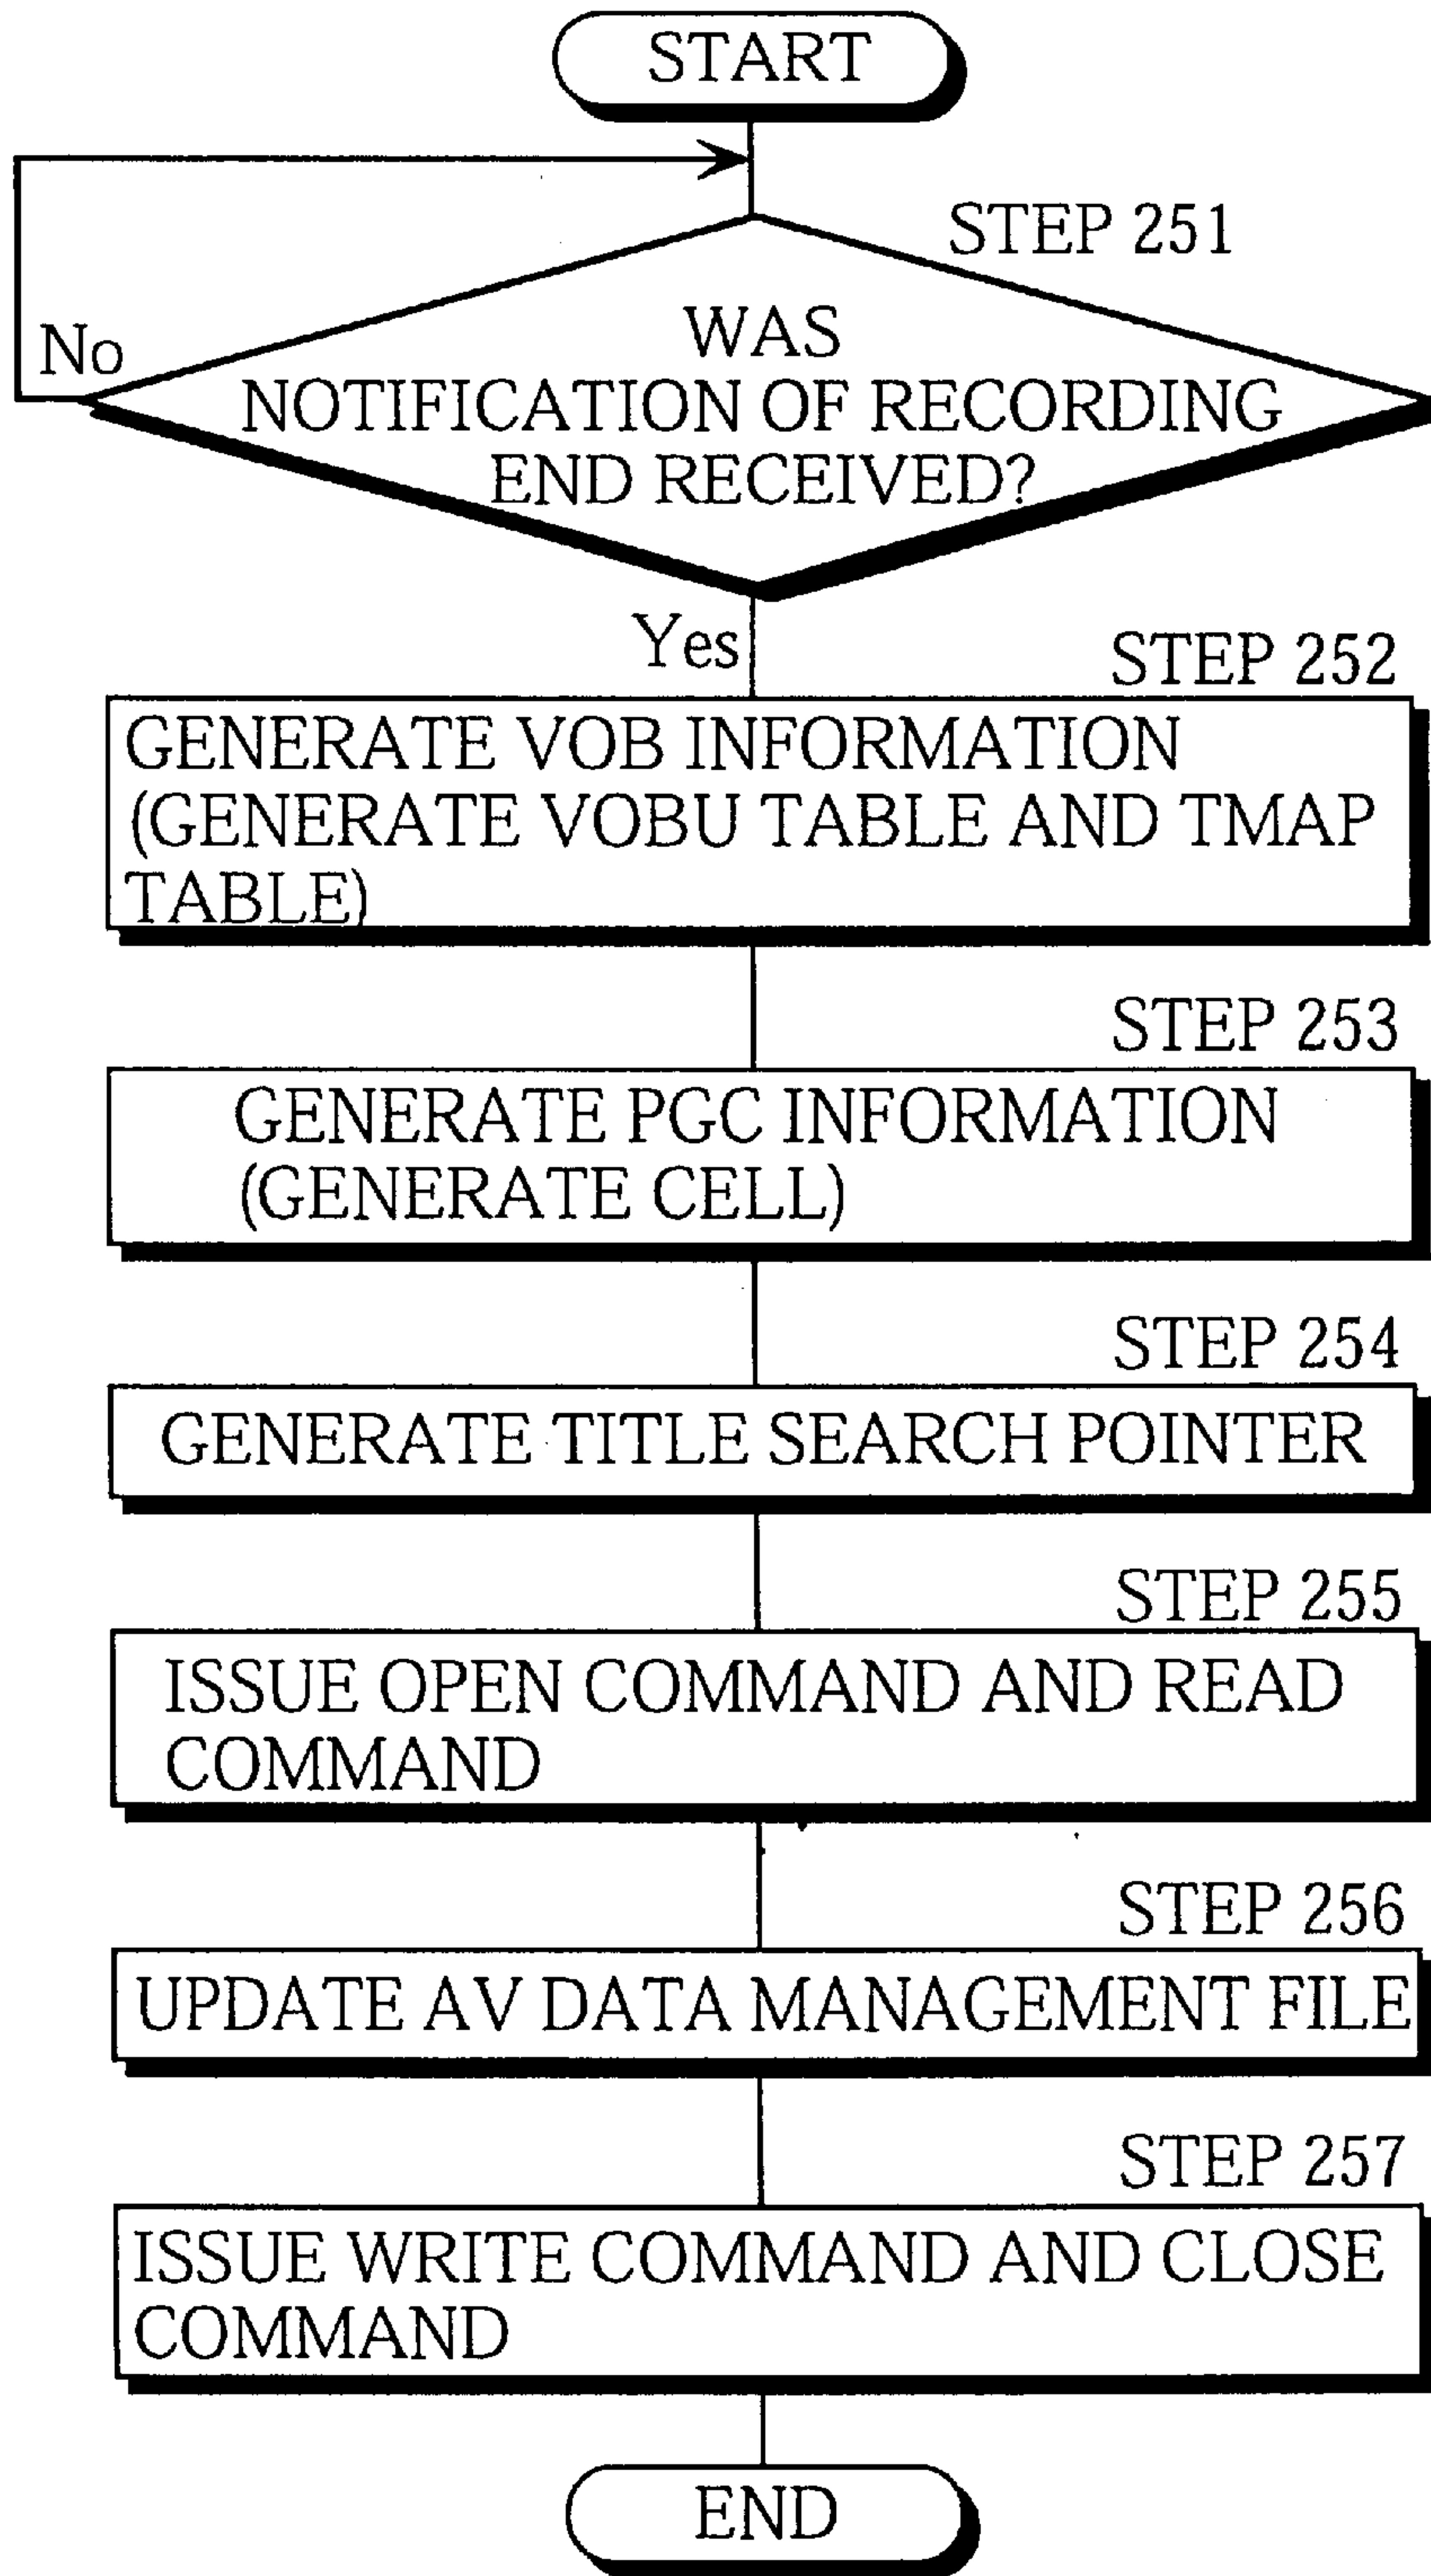 START
STEP 251
WAS
NOTIFICATION OF RECORDING
END RECEIVED?
No
Yes
STEP 252
GENERATE VOB INFORMATION
(GENERATE VOBU TABLE AND TMAP
TABLE)
STEP 253
GENERATE PGC INFORMATION
(GENERATE CELL)
STEP 254
GENERATE TITLE SEARCH POINTER
STEP 255
ISSUE OPEN COMMAND AND READ
COMMAND
STEP 256
UPDATE AV DATA MANAGEMENT FILE
STEP 257
ISSUE WRITE COMMAND AND CLOSE
COMMAND
END